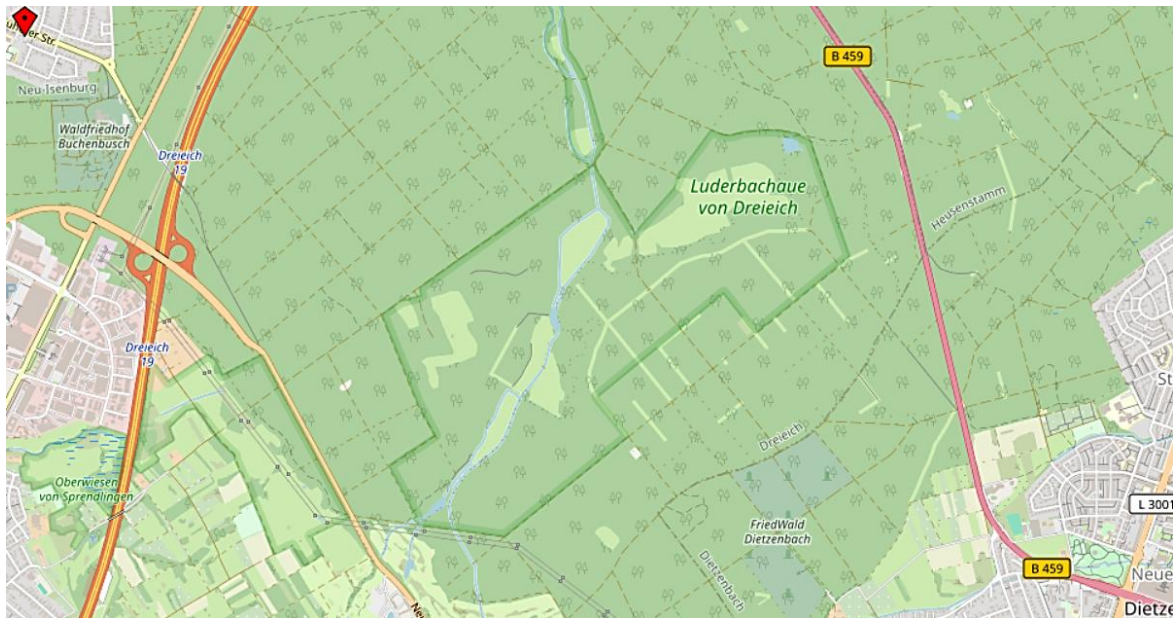 Neu-Isenburg
Waldfriedhof
Buchenbusch
Dreieich
19
B 459
Luderbachaue
von Dreieich
Heusenstamm
Dreieich
19
Oberwiesen
von Sprendlingen
Dreieich
FriedWald
Dietzenbach
Dietzenbach
L 3001
B 459